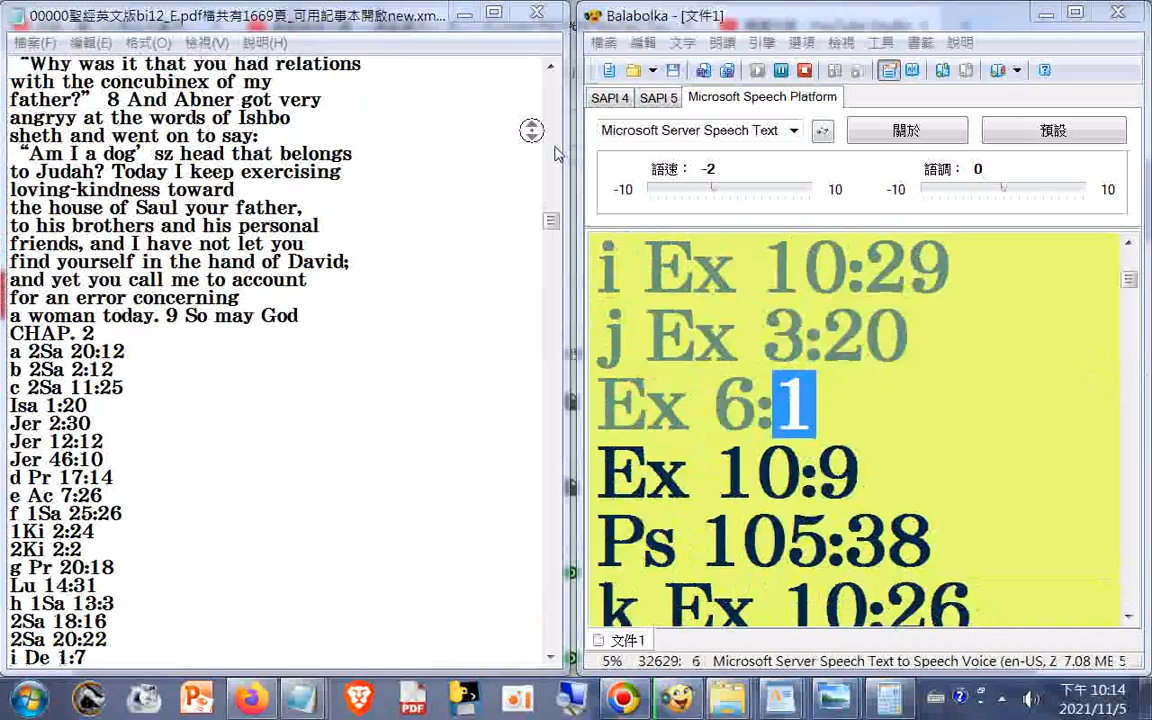 00000聖經英文版bi12_E.pdf檔共有1669頁_可用記事本開啟new.xm...
檔案(F) 編輯(E) 格式(O) 檢視(V) 說明(H)
“Why was it that you had relations
with the concubinex of my
father?” 8 And Abner got very
angryy at the words of Ishbo
sheth and went on to say:
“Am I a dog’sz head that belongs
to Judah? Today I keep exercising
loving-kindness toward
the house of Saul your father,
to his brothers and his personal
friends, and I have not let you
find yourself in the hand of David;
and yet you call me to account
for an error concerning
a woman today. 9 So may God
CHAP. 2
a 2Sa 20:12
b 2Sa 2:12
c 2Sa 11:25
Isa 1:20
Jer 2:30
Jer 12:12
Jer 46:10
d Pr 17:14
e Ac 7:26
f 1Sa 25:26
1Ki 2:24
2Ki 2:2
g Pr 20:18
Lu 14:31
h 1Sa 13:3
2Sa 18:16
2Sa 20:22
i De 1:7
Balabolka - [文件1]
檔案 編輯 文字 朗讀 引擎 選項 檢視 工具 書籤 說明
SAPI 4 SAPI 5 Microsoft Speech Platform
Microsoft Server Speech Text 關於 預設
語速： -2 語調： 0
-10 10 -10 10
i Ex 10:29
j Ex 3:20
Ex 6:1
Ex 10:9
Ps 105:38
k Ex 10:26
文件1
5% 32629: 6 Microsoft Server Speech Text to Speech Voice (en-US, Z 7.08 MB 5
PDF
下午 10:14
2021/11/5